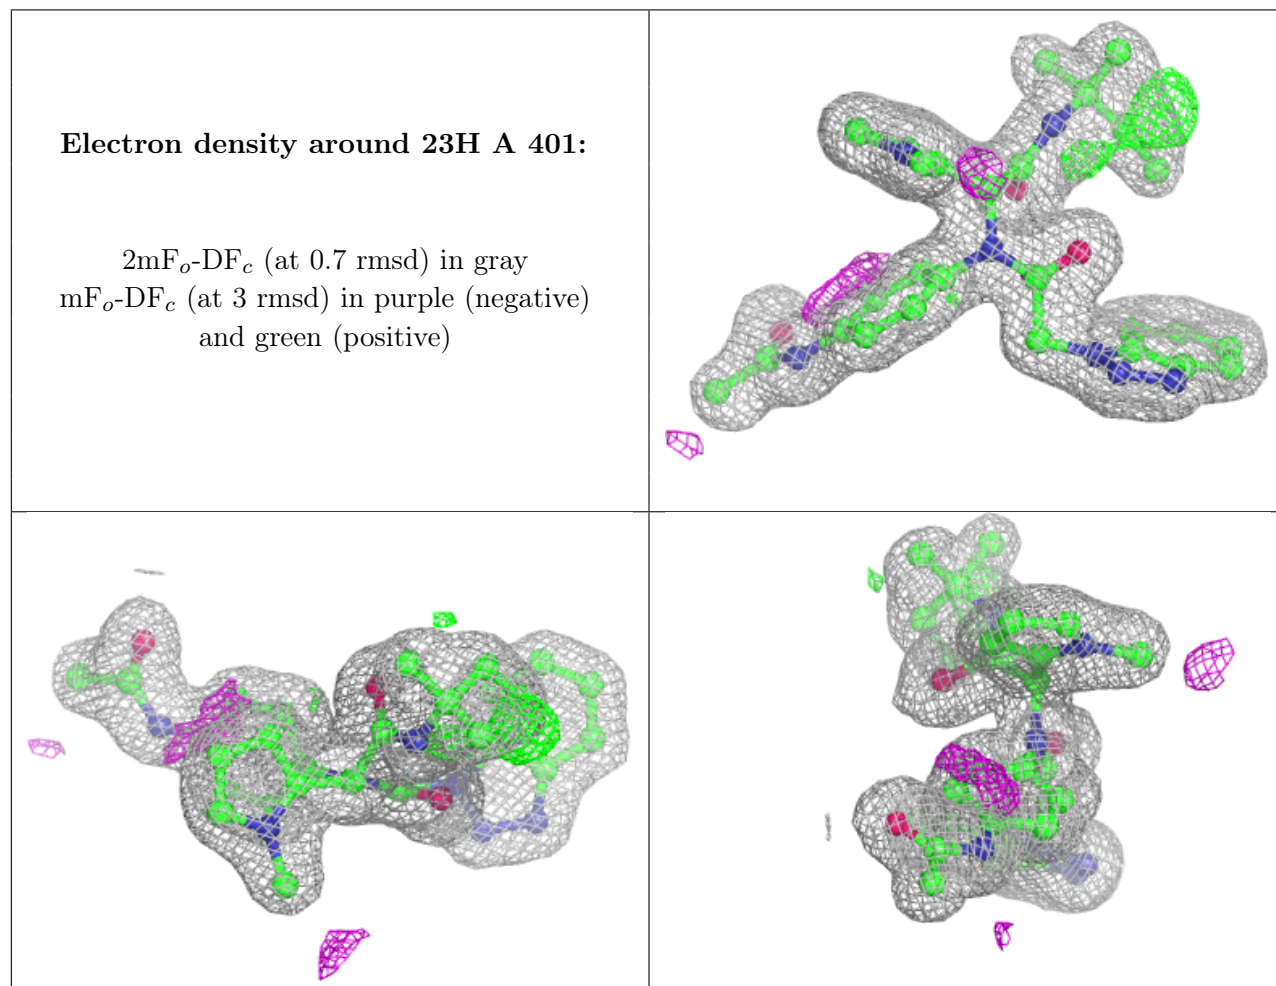 Electron density around 23H A 401:
2mFo-DFc (at 0.7 rmsd) in gray
mFo-DFc (at 3 rmsd) in purple (negative)
and green (positive)